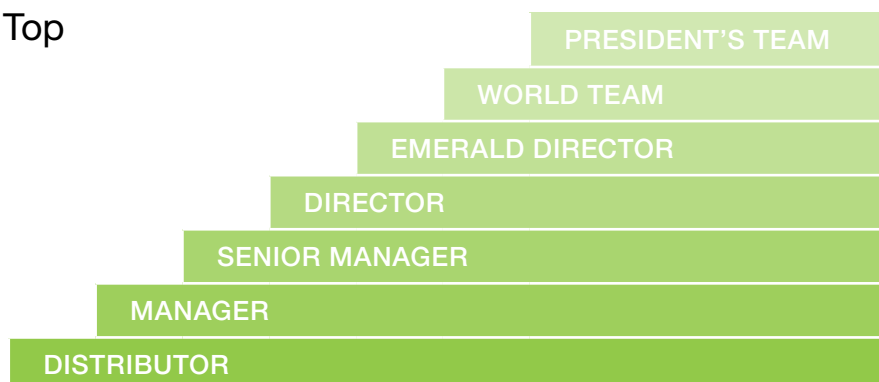 Top
PRESIDENT’S TEAM
WORLD TEAM
EMERALD DIRECTOR
DIRECTOR
SENIOR MANAGER
MANAGER
DISTRIBUTOR